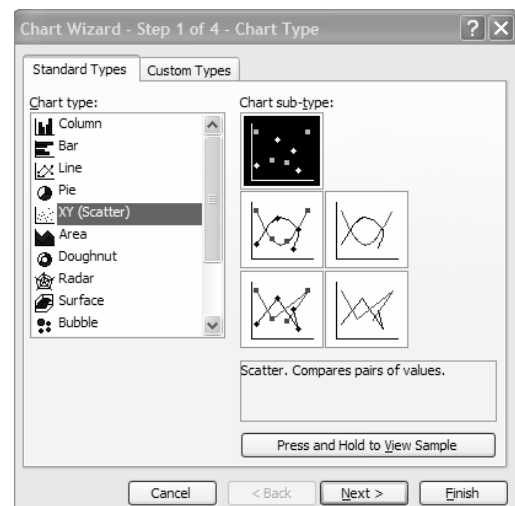 Chart Wizard - Step 1 of 4 - Chart Type
Standard Types
Custom Types
Chart type:
Column
Bar
Line
Pie
XY (Scatter)
Area
Doughnut
Radar
Surface
Bubble
Chart sub-type:
Scatter. Compares pairs of values.
Press and Hold to View Sample
Cancel
< Back
Next >
Finish